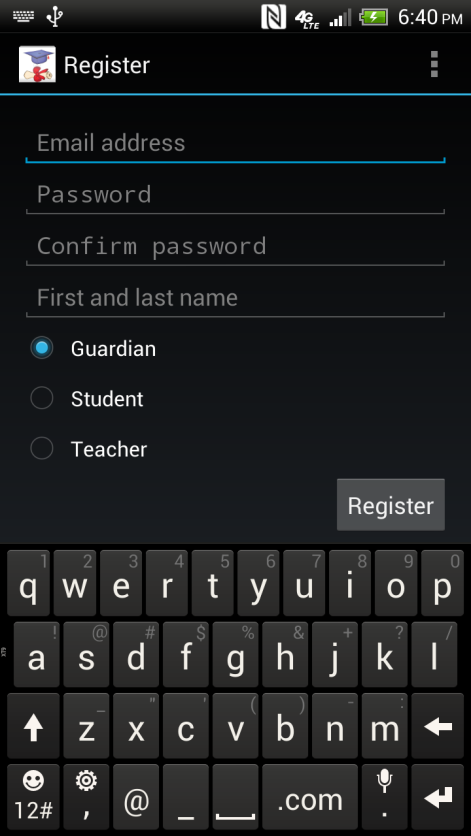 4G LTE 6:40 PM
Register
Email address
Password
Confirm password
First and last name
Guardian
Student
Teacher
Register
1 2 3 4 5 6 7 8 9 0
q w e r t y u i o p
! @ # $ % & + ? /
a s d f g h j k l
_ " ' ( ) - :
z x c v b n m
12# , @ _ .com .